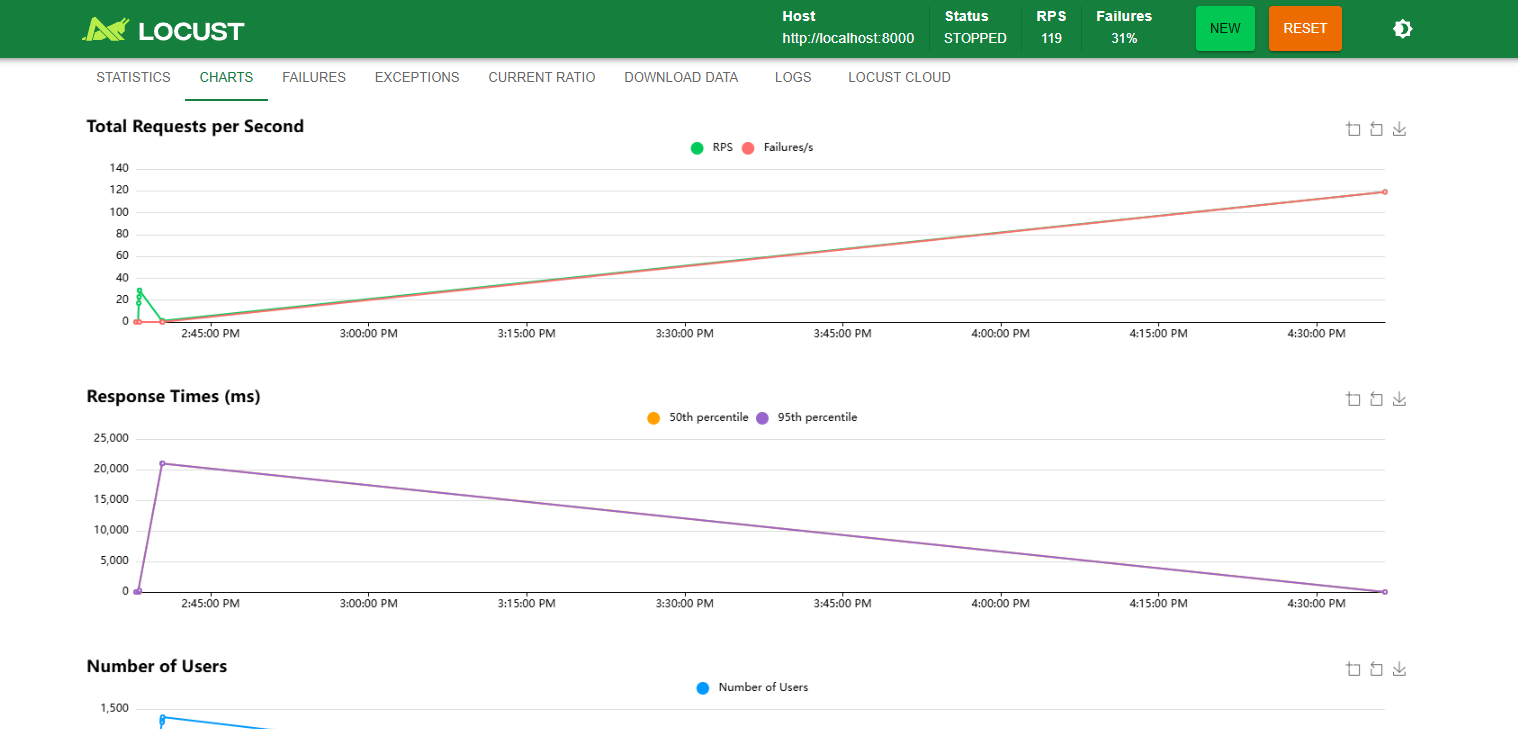 LOCUST
Host Status RPS Failures
http://localhost:8000 STOPPED 119 31%
NEW RESET
STATISTICS CHARTS FAILURES EXCEPTIONS CURRENT RATIO DOWNLOAD DATA LOGS LOCUST CLOUD
Total Requests per Second
RPS Failures/s
140
120
100
80
60
40
20
0
2:45:00 PM 3:00:00 PM 3:15:00 PM 3:30:00 PM 3:45:00 PM 4:00:00 PM 4:15:00 PM 4:30:00 PM
Response Times (ms)
50th percentile 95th percentile
25,000
20,000
15,000
10,000
5,000
0
2:45:00 PM 3:00:00 PM 3:15:00 PM 3:30:00 PM 3:45:00 PM 4:00:00 PM 4:15:00 PM 4:30:00 PM
Number of Users
Number of Users
1,500